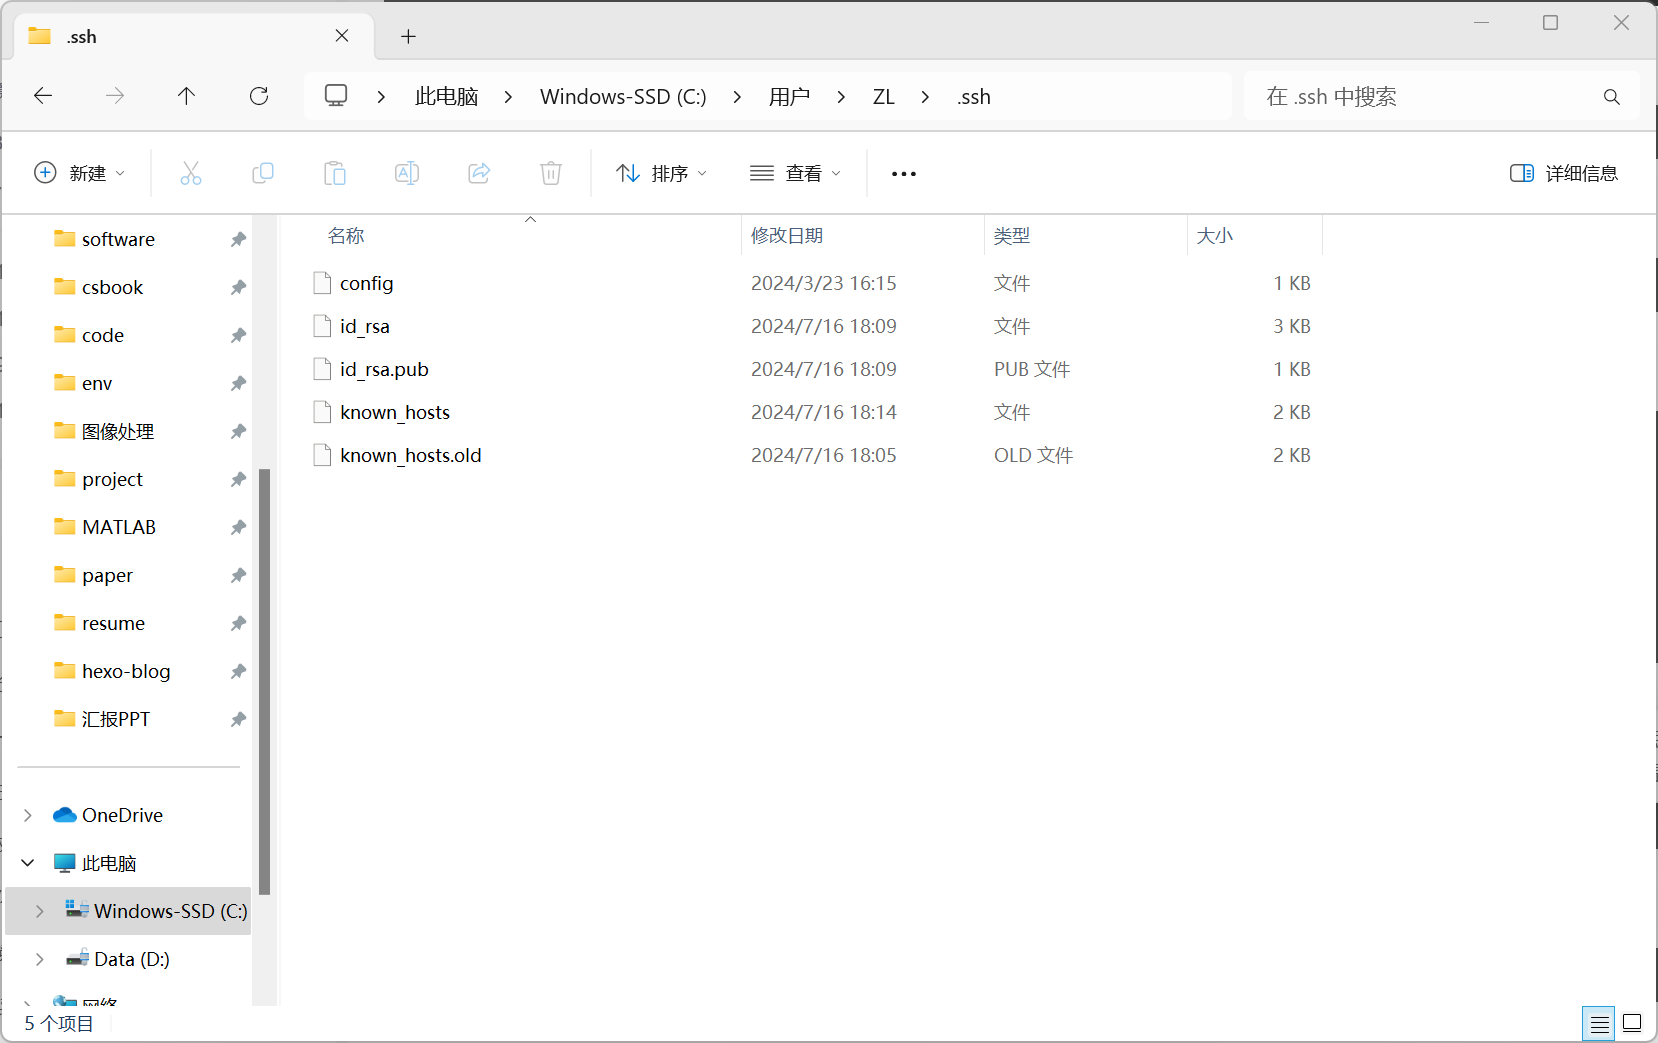 .ssh
此电脑 Windows-SSD (C:) 用户 ZL .ssh
在 .ssh 中搜索
新建 排序 查看 详细信息
名称 修改日期 类型 大小
config 2024/3/23 16:15 文件 1 KB
id_rsa 2024/7/16 18:09 文件 3 KB
id_rsa.pub 2024/7/16 18:09 PUB 文件 1 KB
known_hosts 2024/7/16 18:14 文件 2 KB
known_hosts.old 2024/7/16 18:05 OLD 文件 2 KB
software
csbook
code
env
图像处理
project
MATLAB
paper
resume
hexo-blog
汇报PPT
OneDrive
此电脑
Windows-SSD (C:)
Data (D:)
网络
5 个项目